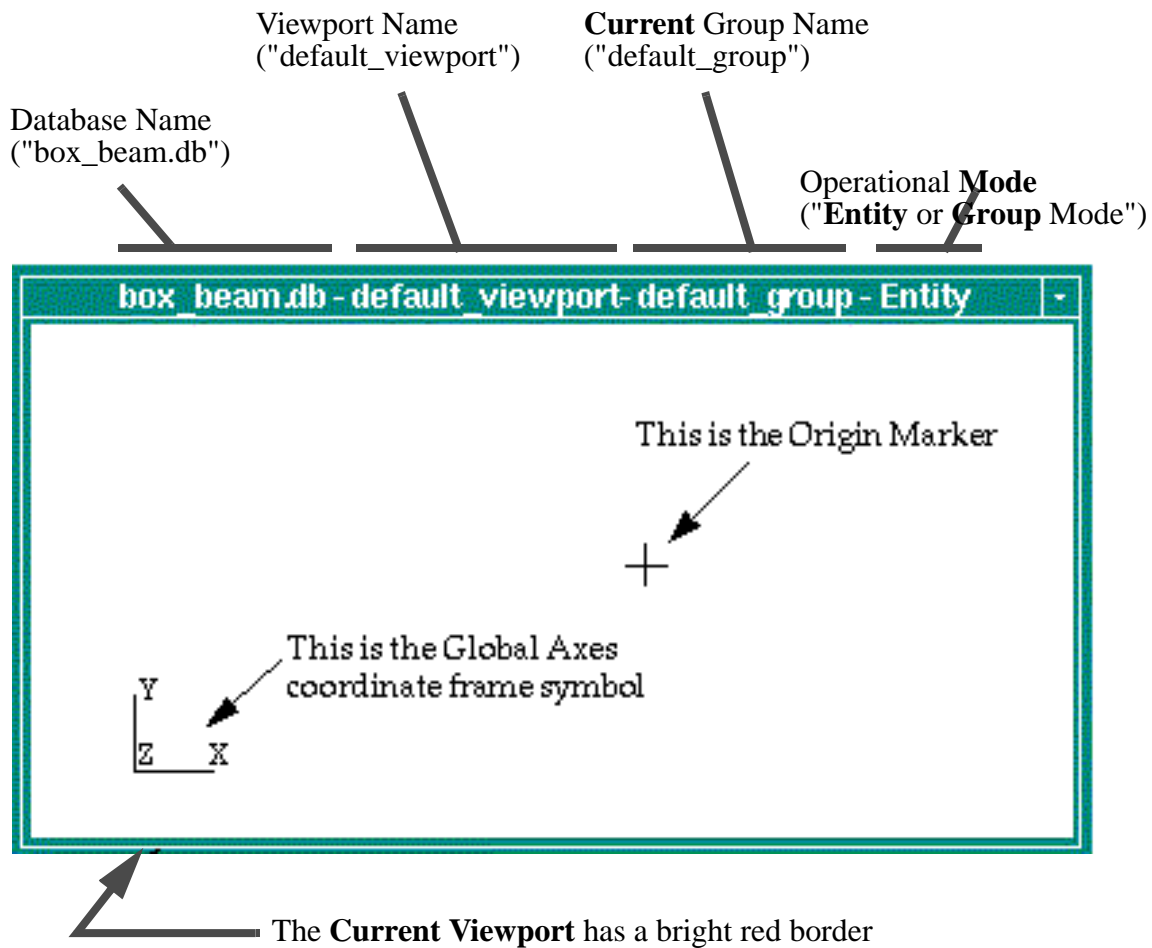 Viewport Name
("default_viewport")
Current Group Name
("default_group")
Database Name
("box_beam.db")
Operational Mode
("Entity or Group Mode")
box_beam.db - default_viewport- default_group - Entity
This is the Origin Marker
This is the Global Axes
coordinate frame symbol
Y
Z X
The Current Viewport has a bright red border